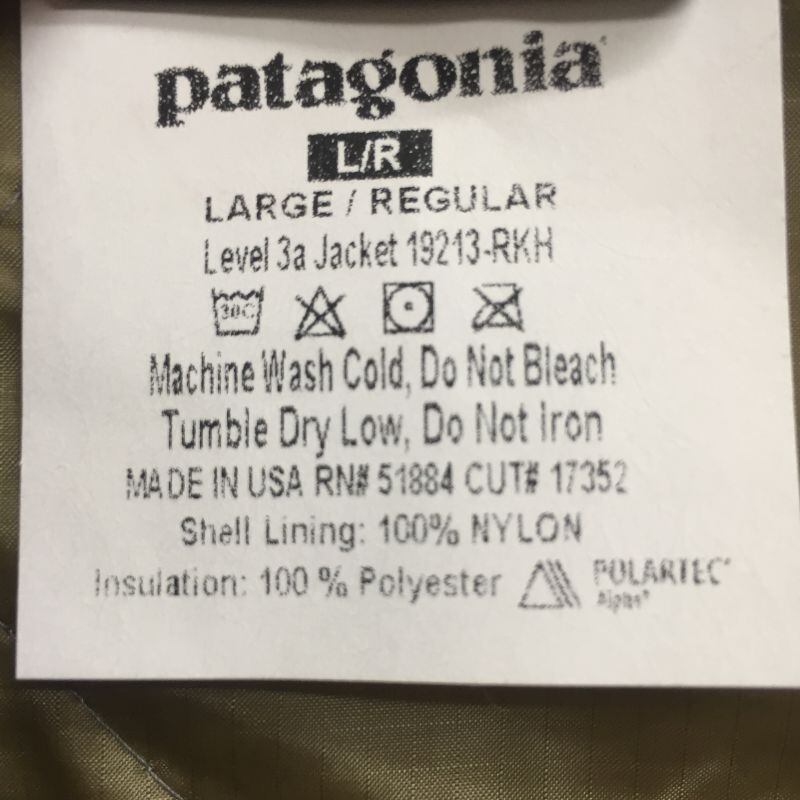 patagonia
L/R
LARGE / REGULAR
Level 3a Jacket 19213-RKH
30C
Machine Wash Cold, Do Not Bleach
Tumble Dry Low, Do Not Iron
MADE IN USA RN# 51884 CUT# 17352
Shell Lining: 100% NYLON
Insulation: 100 % Polyester POLARTEC®
Alpha®